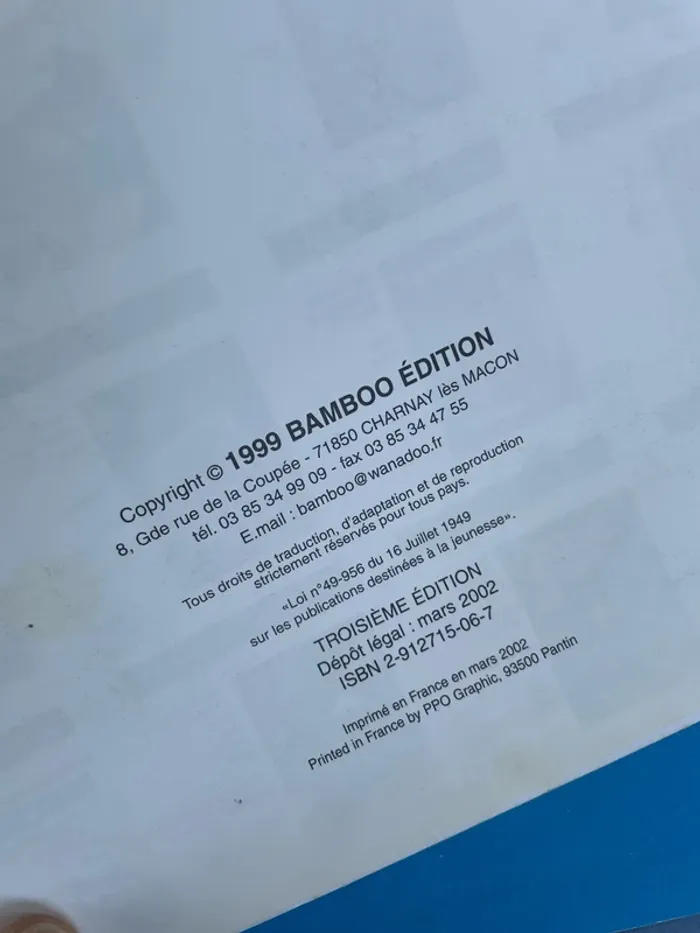 Copyright © 1999 BAMBOO ÉDITION
8, Gde rue de la Coupée - 71850 CHARNAY lès MACON
tél. 03 85 34 99 09 - fax 03 85 34 47 55
E.mail : bamboo@wanadoo.fr
Tous droits de traduction, d'adaptation et de reproduction
strictement réservés pour tous pays.
«Loi n°49-956 du 16 Juillet 1949
sur les publications destinées à la jeunesse».
TROISIÈME ÉDITION
Dépôt légal : mars 2002
ISBN 2-912715-06-7
Imprimé en France en mars 2002
Printed in France by PPO Graphic, 93500 Pantin